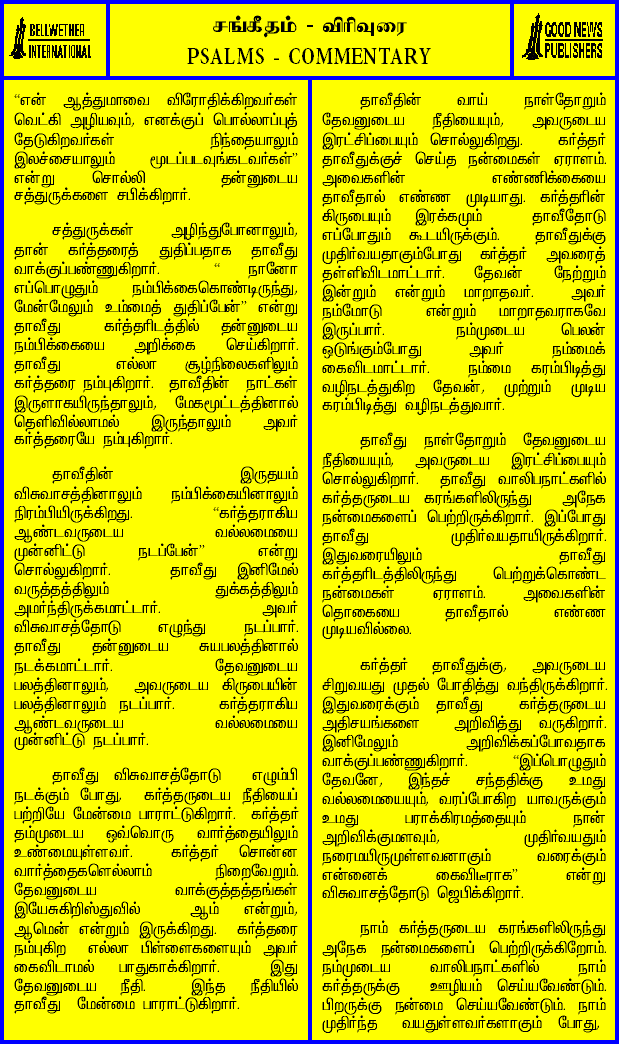 BELLWETHER
INTERNATIONAL
சங்கீதம் - விரிவுரை
PSALMS - COMMENTARY
GOOD NEWS
PUBLISHERS
“என் ஆத்துமாவை விரோதிக்கிறவர்கள்
வெட்கி அழியவும், எனக்குப் பொல்லாப்புத்
தேடுகிறவர்கள் நிந்தையாலும்
இலச்சையாலும் மூடப்படவுங்கடவர்கள்”
என்று சொல்லி தன்னுடைய
சத்துருக்களை சபிக்கிறார்.
சத்துருக்கள் அழிந்துபோனாலும்,
தான் கர்த்தரைத் துதிப்பதாக தாவீது
வாக்குப்பண்ணுகிறார். “ நானோ
எப்பொழுதும் நம்பிக்கைகொண்டிருந்து,
மேன்மேலும் உம்மைத் துதிப்பேன்” என்று
தாவீது கர்த்தரிடத்தில் தன்னுடைய
நம்பிக்கையை அறிக்கை செய்கிறார்.
தாவீது எல்லா சூழ்நிலைகளிலும்
கர்த்தரை நம்புகிறார். தாவீதின் நாட்கள்
இருளாகயிருந்தாலும், மேகமூட்டத்தினால்
தெளிவில்லாமல் இருந்தாலும் அவர்
கர்த்தரையே நம்புகிறார்.
தாவீதின் இருதயம்
விசுவாசத்தினாலும் நம்பிக்கையினாலும்
நிரம்பியிருக்கிறது. “கர்த்தராகிய
ஆண்டவருடைய வல்லமையை
முன்னிட்டு நடப்பேன்” என்று
சொல்லுகிறார். தாவீது இனிமேல்
வருத்தத்திலும் துக்கத்திலும்
அமர்ந்திருக்கமாட்டார். அவர்
விசுவாசத்தோடு எழுந்து நடப்பார்.
தாவீது தன்னுடைய சுயபலத்தினால்
நடக்கமாட்டார். தேவனுடைய
பலத்தினாலும், அவருடைய கிருபையின்
பலத்தினாலும் நடப்பார். கர்த்தராகிய
ஆண்டவருடைய வல்லமையை
முன்னிட்டு நடப்பார்.
தாவீது விசுவாசத்தோடு எழும்பி
நடக்கும் போது, கர்த்தருடைய நீதியைப்
பற்றியே மேன்மை பாராட்டுகிறார். கர்த்தர்
தம்முடைய ஒவ்வொரு வார்த்தையிலும்
உண்மையுள்ளவர். கர்த்தர் சொன்ன
வார்த்தைகளெல்லாம் நிறைவேறும்.
தேவனுடைய வாக்குத்தத்தங்கள்
இயேசுகிறிஸ்துவில் ஆம் என்றும்,
ஆமென் என்றும் இருக்கிறது. கர்த்தரை
நம்புகிற எல்லா பிள்ளைகளையும் அவர்
கைவிடாமல் பாதுகாக்கிறார். இது
தேவனுடைய நீதி. இந்த நீதியில்
தாவீது மேன்மை பாராட்டுகிறார்.
தாவீதின் வாய் நாள்தோறும்
தேவனுடைய நீதியையும், அவருடைய
இரட்சிப்பையும் சொல்லுகிறது. கர்த்தர்
தாவீதுக்குச் செய்த நன்மைகள் ஏராளம்.
அவைகளின் எண்ணிக்கையை
தாவீதால் எண்ண முடியாது. கர்த்தரின்
கிருபையும் இரக்கமும் தாவீதோடு
எப்போதும் கூடயிருக்கும். தாவீதுக்கு
முதிர்வயதாகும்போது கர்த்தர் அவரைத்
தள்ளிவிடமாட்டார். தேவன் நேற்றும்
இன்றும் என்றும் மாறாதவர். அவர்
நம்மோடு என்றும் மாறாதவராகவே
இருப்பார். நம்முடைய பெலன்
ஒடுங்கும்போது அவர் நம்மைக்
கைவிடமாட்டார். நம்மை கரம்பிடித்து
வழிநடத்துகிற தேவன், முற்றும் முடிய
கரம்பிடித்து வழிநடத்துவார்.
தாவீது நாள்தோறும் தேவனுடைய
நீதியையும், அவருடைய இரட்சிப்பையும்
சொல்லுகிறார். தாவீது வாலிபநாட்களில்
கர்த்தருடைய கரங்களிலிருந்து அநேக
நன்மைகளைப் பெற்றிருக்கிறார். இப்போது
தாவீது முதிர்வயதாயிருக்கிறார்.
இதுவரையிலும் தாவீது
கர்த்தரிடத்திலிருந்து பெற்றுக்கொண்ட
நன்மைகள் ஏராளம். அவைகளின்
தொகையை தாவீதால் எண்ண
முடியவில்லை.
கர்த்தர் தாவீதுக்கு, அவருடைய
சிறுவயது முதல் போதித்து வந்திருக்கிறார்.
இதுவரைக்கும் தாவீது கர்த்தருடைய
அதிசயங்களை அறிவித்து வருகிறார்.
இனிமேலும் அறிவிக்கப்போவதாக
வாக்குப்பண்ணுகிறார். “இப்பொழுதும்
தேவனே, இந்தச் சந்ததிக்கு உமது
வல்லமையையும், வரப்போகிற யாவருக்கும்
உமது பராக்கிரமத்தையும் நான்
அறிவிக்குமளவும், முதிர்வயதும்
நரைமயிருமுள்ளவனாகும் வரைக்கும்
என்னைக் கைவிடீராக” என்று
விசுவாசத்தோடு ஜெபிக்கிறார்.
நாம் கர்த்தருடைய கரங்களிலிருந்து
அநேக நன்மைகளைப் பெற்றிருக்கிறோம்.
நம்முடைய வாலிபநாட்களில் நாம்
கர்த்தருக்கு ஊழியம் செய்யவேண்டும்.
பிறருக்கு நன்மை செய்யவேண்டும். நாம்
முதிர்ந்த வயதுள்ளவர்களாகும் போது,